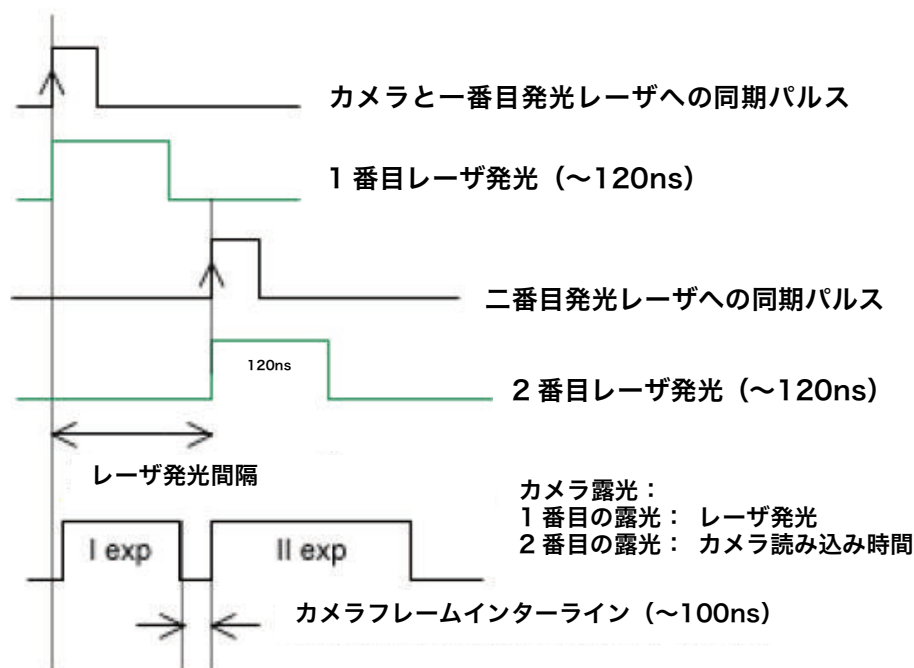 カメラと一番目発光レーザへの同期パルス
1番目レーザ発光（～120ns）
二番目発光レーザへの同期パルス
120ns
2番目レーザ発光（～120ns）
レーザ発光間隔
カメラ露光：
1番目の露光： レーザ発光
2番目の露光： カメラ読み込み時間
I exp
II exp
カメラフレームインターライン（～100ns）